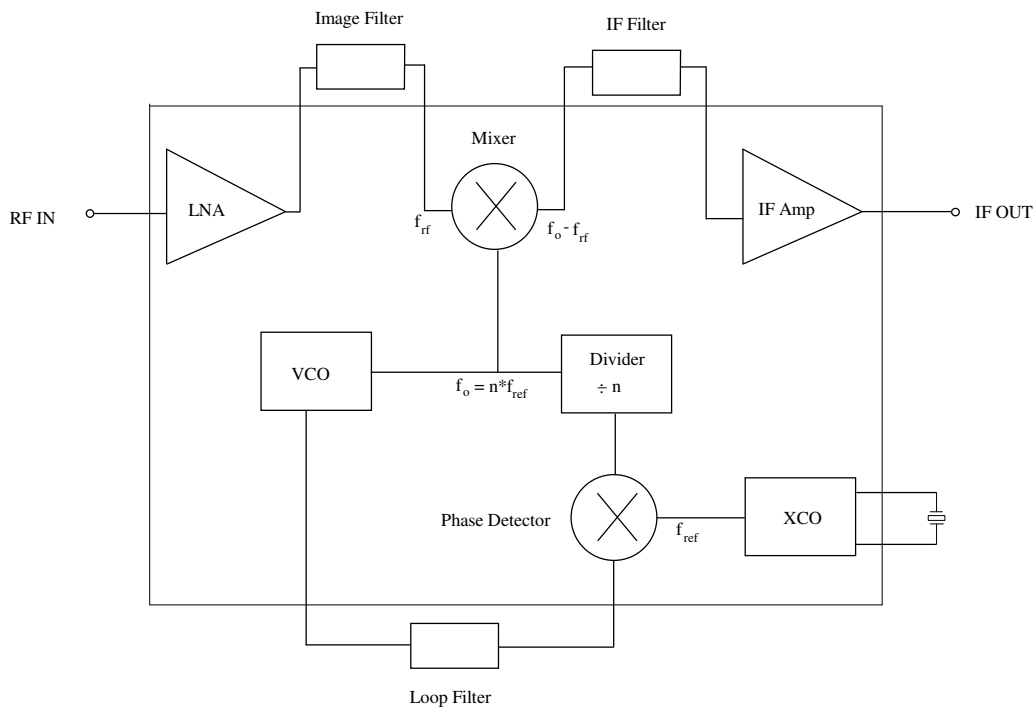 Image Filter
IF Filter
Mixer
RF IN
LNA
f_rf
f_o - f_rf
IF Amp
IF OUT
VCO
f_o = n*f_ref
Divider
÷ n
Phase Detector
f_ref
XCO
Loop Filter